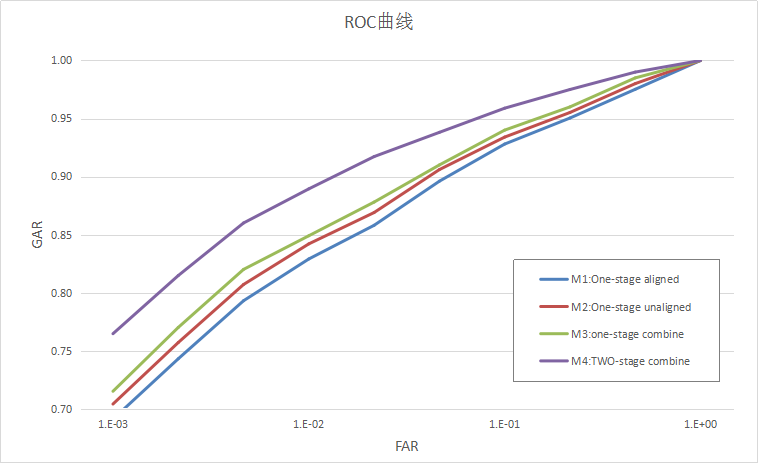 ROC曲线
1.00
0.95
0.90
0.85
0.80
0.75
0.70
GAR
M1:One-stage aligned
M2:One-stage unaligned
M3:one-stage combine
M4:TWO-stage combine
1.E-03 1.E-02 1.E-01 1.E+00
FAR